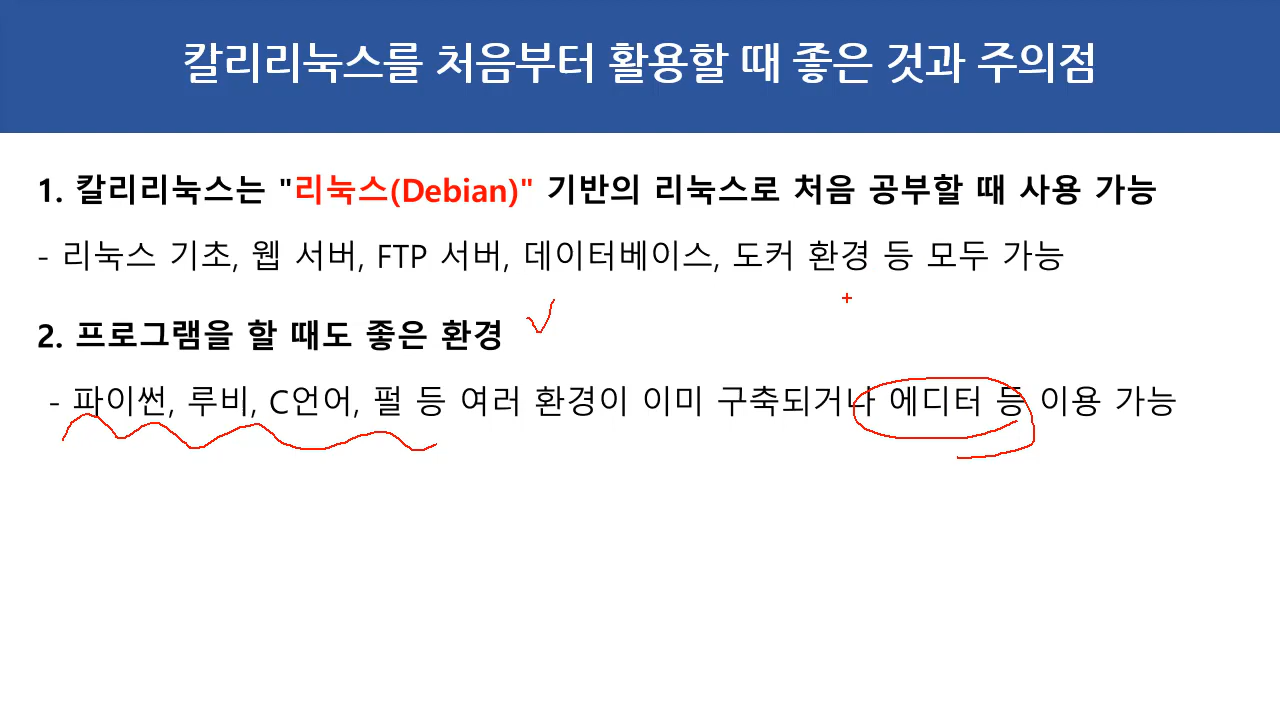 칼리리눅스를 처음부터 활용할 때 좋은 것과 주의점
1. 칼리리눅스는 "리눅스(Debian)" 기반의 리눅스로 처음 공부할 때 사용 가능
- 리눅스 기초, 웹 서버, FTP 서버, 데이터베이스, 도커 환경 등 모두 가능
2. 프로그램을 할 때도 좋은 환경
- 파이썬, 루비, C언어, 펄 등 여러 환경이 이미 구축되거나 에디터 등 이용 가능